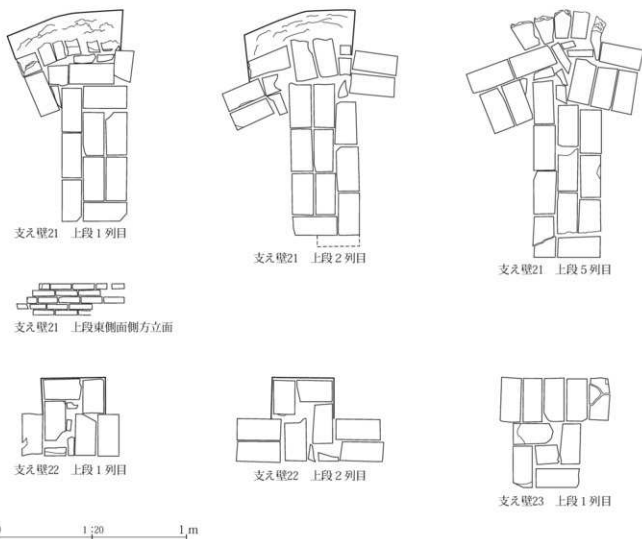 支え壁21　上段1列目
支え壁21　上段2列目
支え壁21　上段5列目
支え壁21　上段東側面側方立面
支え壁22　上段1列目
支え壁22　上段2列目
支え壁23　上段1列目
1:20　1 m